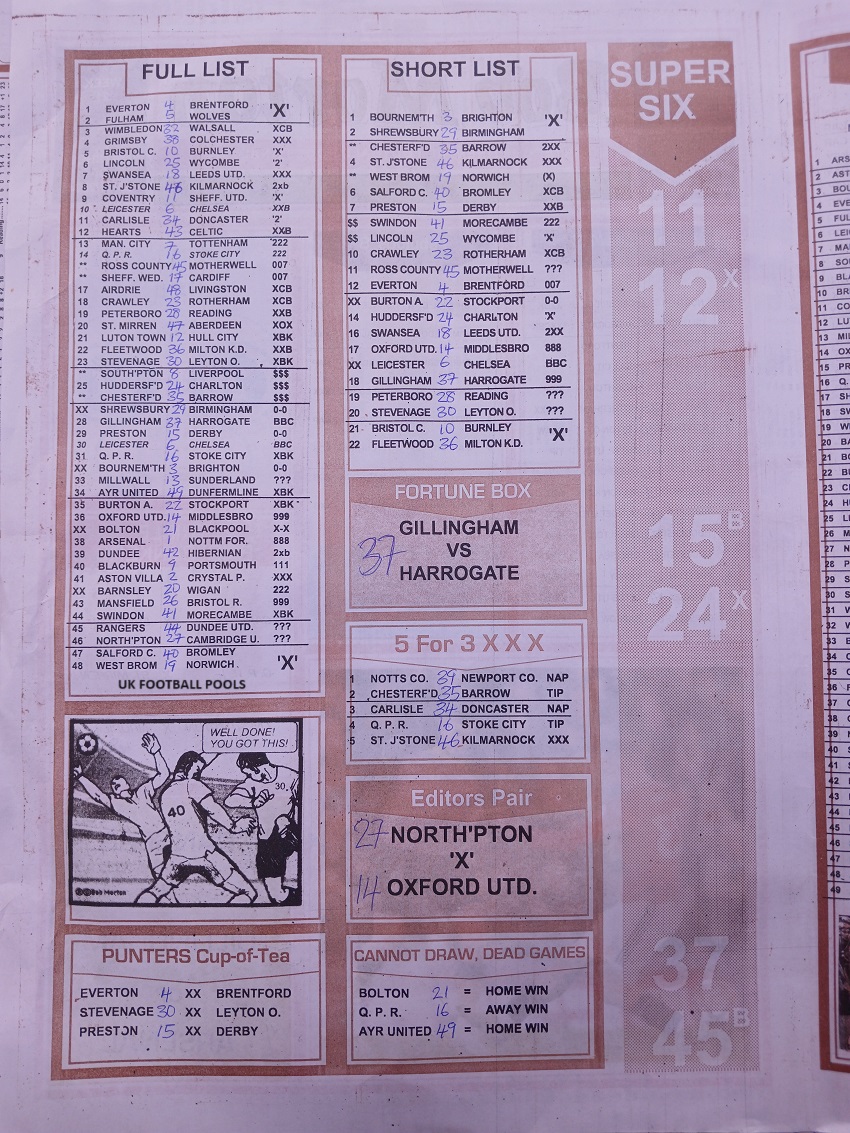 FULL LIST
1 EVERTON 4 BRENTFORD 'X'
2 FULHAM 5 WOLVES
3 WIMBLEDON 32 WALSALL XCB
4 GRIMSBY 38 COLCHESTER XXX
5 BRISTOL C. 10 BURNLEY 'X'
6 LINCOLN 25 WYCOMBE '2'
7 SWANSEA 18 LEEDS UTD. XXX
8 ST. J'STONE 46 KILMARNOCK 2xb
9 COVENTRY 11 SHEFF. UTD. 'X'
10 LEICESTER 6 CHELSEA XXB
11 CARLISLE 34 DONCASTER '2'
12 HEARTS 43 CELTIC XXB
13 MAN. CITY 7 TOTTENHAM '222
14 Q. P. R. 16 STOKE CITY 222
** ROSS COUNTY 45 MOTHERWELL 007
** SHEFF. WED. 17 CARDIFF 007
17 AIRDRIE 48 LIVINGSTON XCB
18 CRAWLEY 23 ROTHERHAM XCB
19 PETERBORO 28 READING XXB
20 ST. MIRREN 47 ABERDEEN XOX
21 LUTON TOWN 12 HULL CITY XBK
22 FLEETWOOD 36 MILTON K.D. XXB
23 STEVENAGE 30 LEYTON O. XBK
** SOUTH'PTON 8 LIVERPOOL $$$
25 HUDDERSF'D 24 CHARLTON $$$
** CHESTERF'D 35 BARROW $$$
XX SHREWSBURY 29 BIRMINGHAM 0-0
28 GILLINGHAM 37 HARROGATE BBC
29 PRESTON 15 DERBY 0-0
30 LEICESTER 6 CHELSEA BBC
31 Q. P. R. 16 STOKE CITY XBK
XX BOURNEM'TH 3 BRIGHTON 0-0
33 MILLWALL 13 SUNDERLAND ???
34 AYR UNITED 49 DUNFERMLINE XBK
35 BURTON A. 22 STOCKPORT XBK
36 OXFORD UTD. 14 MIDDLESBRO 999
XX BOLTON 21 BLACKPOOL X-X
38 ARSENAL 1 NOTTM FOR. 888
39 DUNDEE 42 HIBERNIAN 2xb
40 BLACKBURN 9 PORTSMOUTH 111
41 ASTON VILLA 2 CRYSTAL P. XXX
XX BARNSLEY 20 WIGAN 222
43 MANSFIELD 26 BRISTOL R. 999
44 SWINDON 41 MORECAMBE XBK
45 RANGERS 44 DUNDEE UTD. ???
46 NORTH'PTON 27 CAMBRIDGE U. ???
47 SALFORD C. 40 BROMLEY 'X'
48 WEST BROM 19 NORWICH
UK FOOTBALL POOLS
WELL DONE!
YOU GOT THIS!
40
30.
Bob Morton
PUNTERS Cup-of-Tea
EVERTON 4 XX BRENTFORD
STEVENAGE 30 XX LEYTON O.
PRESTON 15 XX DERBY
SHORT LIST
1 BOURNEM'TH 3 BRIGHTON 'X'
2 SHREWSBURY 29 BIRMINGHAM
** CHESTERF'D 35 BARROW 2XX
4 ST.J'STONE 46 KILMARNOCK XXX
** WEST BROM 19 NORWICH (X)
6 SALFORD C. 40 BROMLEY XCB
7 PRESTON 15 DERBY XXB
$$ SWINDON 41 MORECAMBE 222
$$ LINCOLN 25 WYCOMBE 'X'
10 CRAWLEY 23 ROTHERHAM XCB
11 ROSS COUNTY 45 MOTHERWELL ???
12 EVERTON 4 BRENTFORD 007
XX BURTON A. 22 STOCKPORT 0-0
14 HUDDERSF'D 24 CHARLTON 'X'
16 SWANSEA 18 LEEDS UTD. 2XX
17 OXFORD UTD. 14 MIDDLESBRO 888
XX LEICESTER 6 CHELSEA BBC
18 GILLINGHAM 37 HARROGATE 999
19 PETERBORO 28 READING ???
20 STEVENAGE 30 LEYTON O. ???
21 BRISTOL C. 10 BURNLEY 'X'
22 FLEETWOOD 36 MILTON K.D.
FORTUNE BOX
GILLINGHAM
37 VS
HARROGATE
5 For 3 X X X
1 NOTTS CO. 39 NEWPORT CO. NAP
2 CHESTERF'D 35 BARROW TIP
3 CARLISLE 34 DONCASTER NAP
4 Q. P. R. 16 STOKE CITY TIP
5 ST. J'STONE 46 KILMARNOCK XXX
Editors Pair
27 NORTH'PTON
'X'
14 OXFORD UTD.
CANNOT DRAW, DEAD GAMES
BOLTON 21 = HOME WIN
Q. P. R. 16 = AWAY WIN
AYR UNITED 49 = HOME WIN
SUPER
SIX
11
12X
15B
24X
37
45B